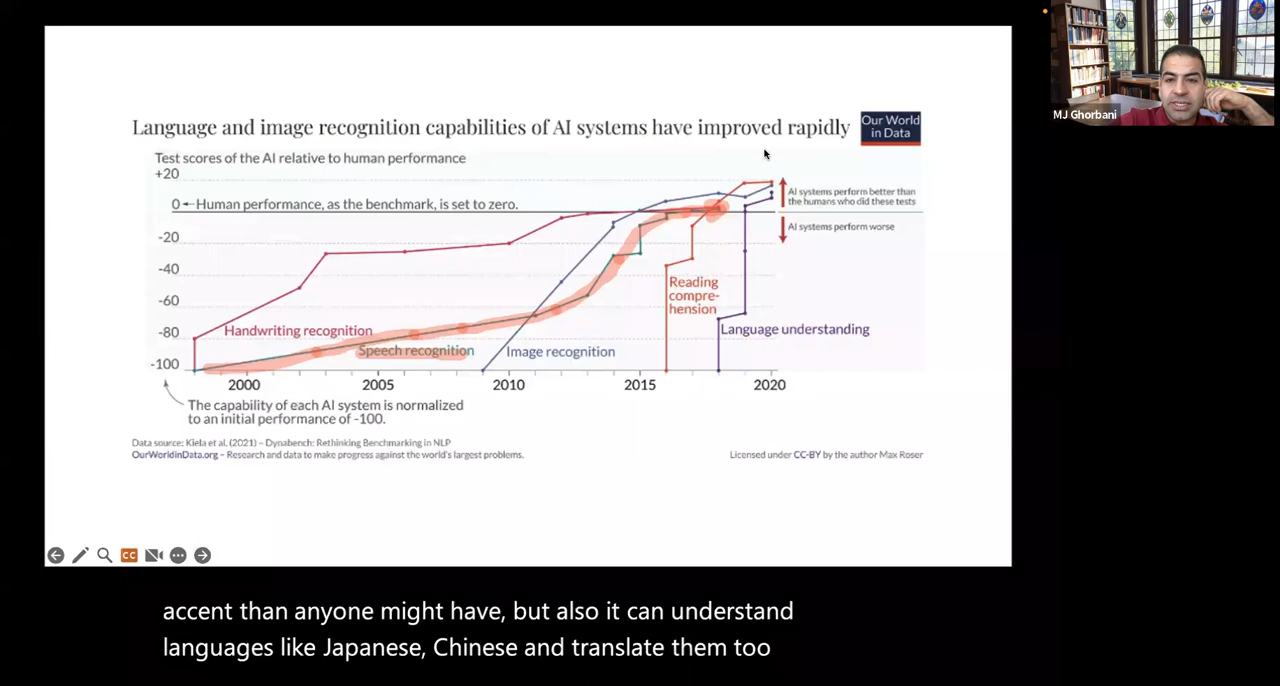 MJ Ghorbani
Language and image recognition capabilities of AI systems have improved rapidly
Our World
in Data
Test scores of the AI relative to human performance
+20
0 ←Human performance, as the benchmark, is set to zero.
AI systems perform better than
the humans who did these tests
AI systems perform worse
-20
-40
-60
-80
-100
Handwriting recognition
Speech recognition
Image recognition
Reading
compre-
hension
Language understanding
2000
2005
2010
2015
2020
The capability of each AI system is normalized
to an initial performance of -100.
Data source: Kiela et al. (2021) – Dynabench: Rethinking Benchmarking in NLP
OurWorldinData.org – Research and data to make progress against the world's largest problems.
Licensed under CC-BY by the author Max Roser
CC
accent than anyone might have, but also it can understand
languages like Japanese, Chinese and translate them too